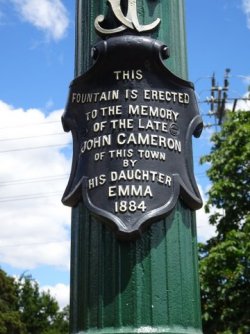 THIS
FOUNTAIN IS ERECTED
TO THE MEMORY
OF THE LATE
JOHN CAMERON
OF THIS TOWN
BY
HIS DAUGHTER
EMMA
1884